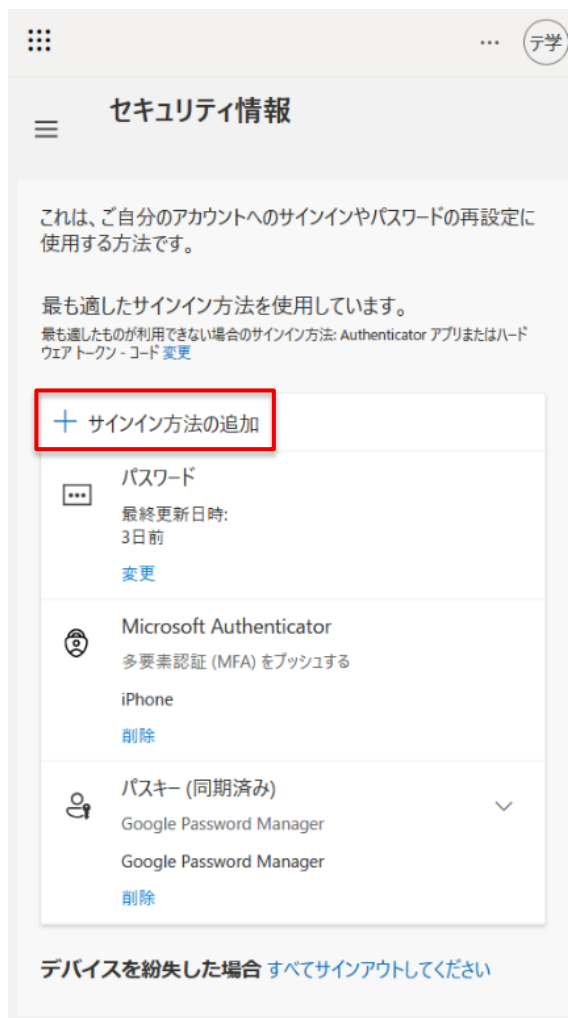 ... テ学
セキュリティ情報
これは、ご自分のアカウントへのサインインやパスワードの再設定に
使用する方法です。
最も適したサインイン方法を使用しています。
最も適したものが利用できない場合のサインイン方法: Authenticator アプリまたはハード
ウェア トークン - コード 変更
+ サインイン方法の追加
パスワード
最終更新日時:
3日前
変更
Microsoft Authenticator
多要素認証 (MFA) をプッシュする
iPhone
削除
パスキー (同期済み)
Google Password Manager
Google Password Manager
削除
デバイスを紛失した場合 すべてサインアウトしてください